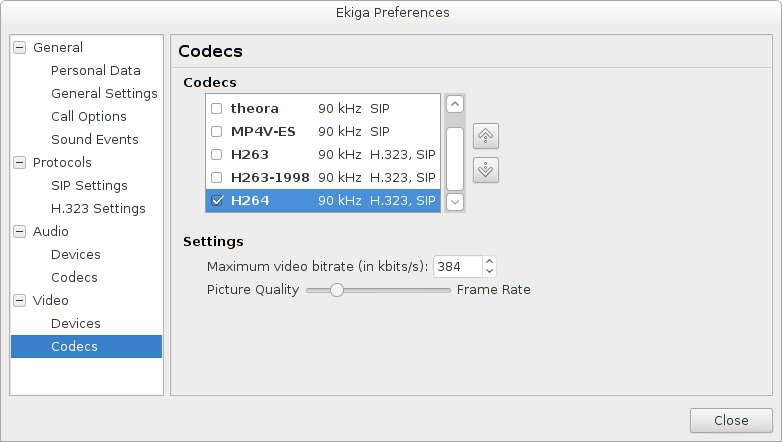 Ekiga Preferences
General
Personal Data
General Settings
Call Options
Sound Events
Protocols
SIP Settings
H.323 Settings
Audio
Devices
Codecs
Video
Devices
Codecs
Codecs
Codecs
theora 90 kHz SIP
MP4V-ES 90 kHz SIP
H263 90 kHz H.323, SIP
H263-1998 90 kHz H.323, SIP
H264 90 kHz H.323, SIP
Settings
Maximum video bitrate (in kbits/s): 384
Picture Quality Frame Rate
Close